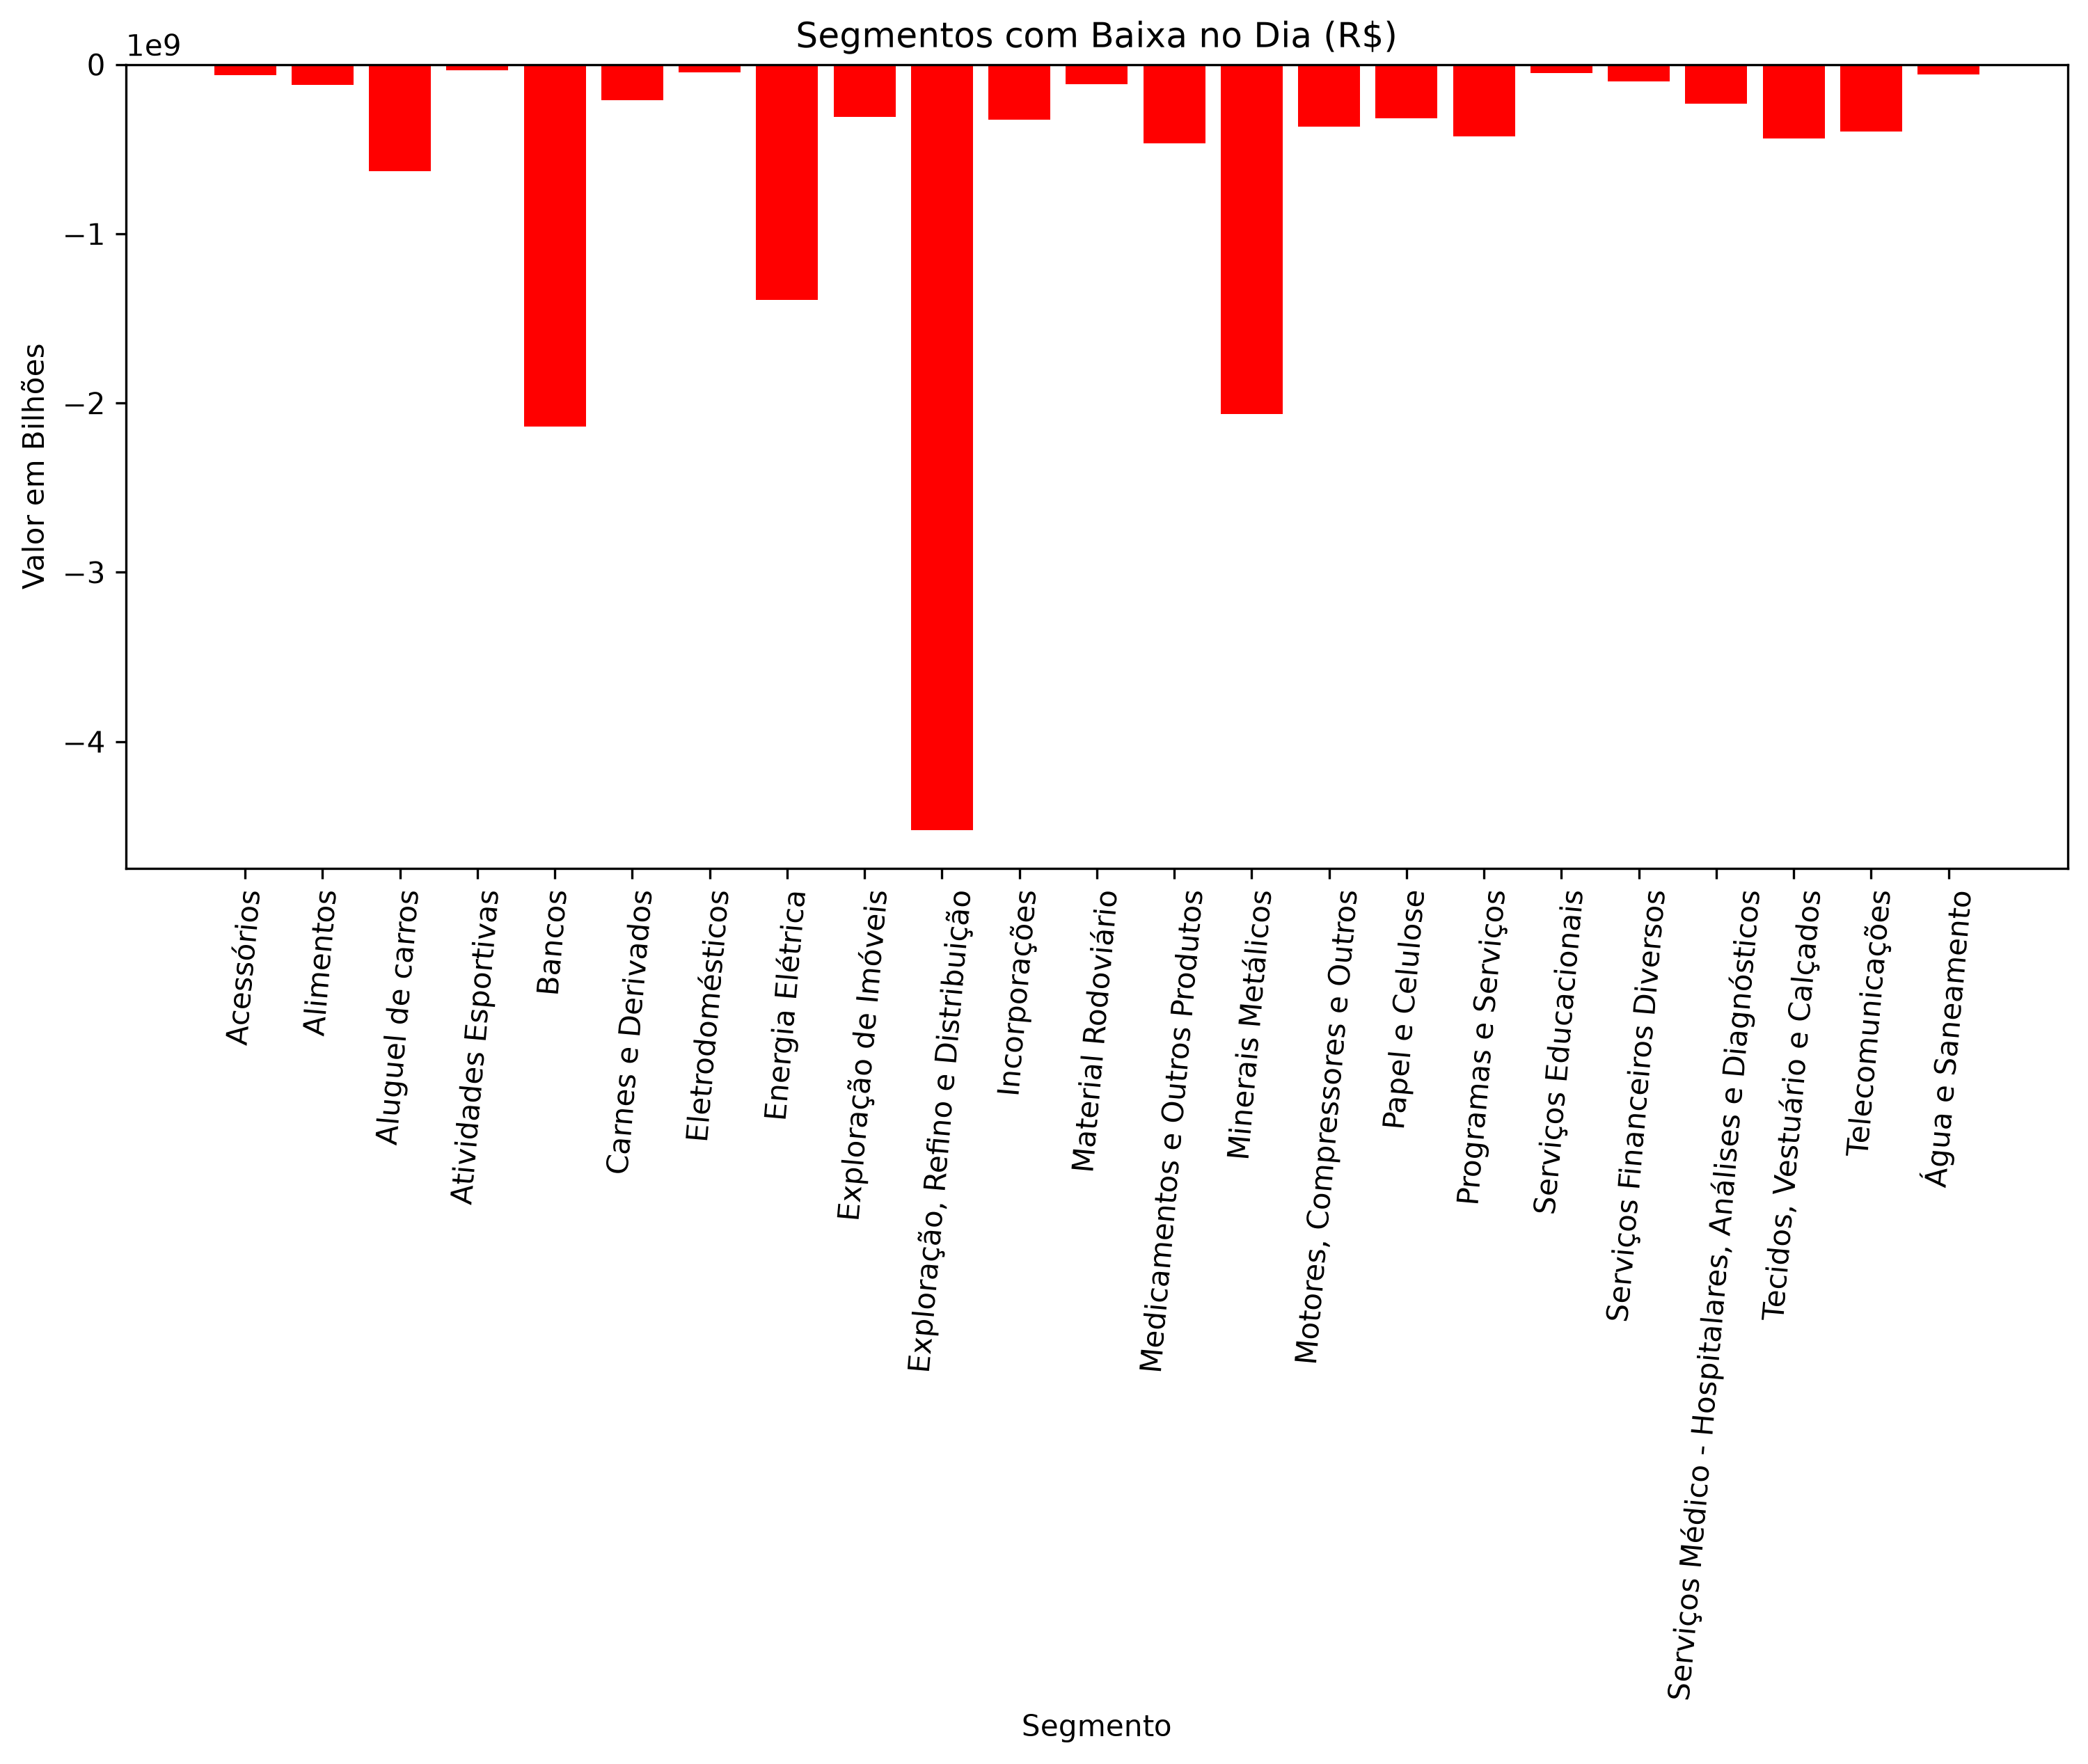 Segmentos com Baixa no Dia (R$)
1e9
0
−1
−2
−3
−4
Valor em Bilhões
Acessórios
Alimentos
Aluguel de carros
Atividades Esportivas
Bancos
Carnes e Derivados
Eletrodomésticos
Energia Elétrica
Exploração de Imóveis
Exploração, Refino e Distribuição
Incorporações
Material Rodoviário
Medicamentos e Outros Produtos
Minerais Metálicos
Motores, Compressores e Outros
Papel e Celulose
Programas e Serviços
Serviços Educacionais
Serviços Financeiros Diversos
Serviços Médico - Hospitalares, Análises e Diagnósticos
Tecidos, Vestuário e Calçados
Telecomunicações
Água e Saneamento
Segmento